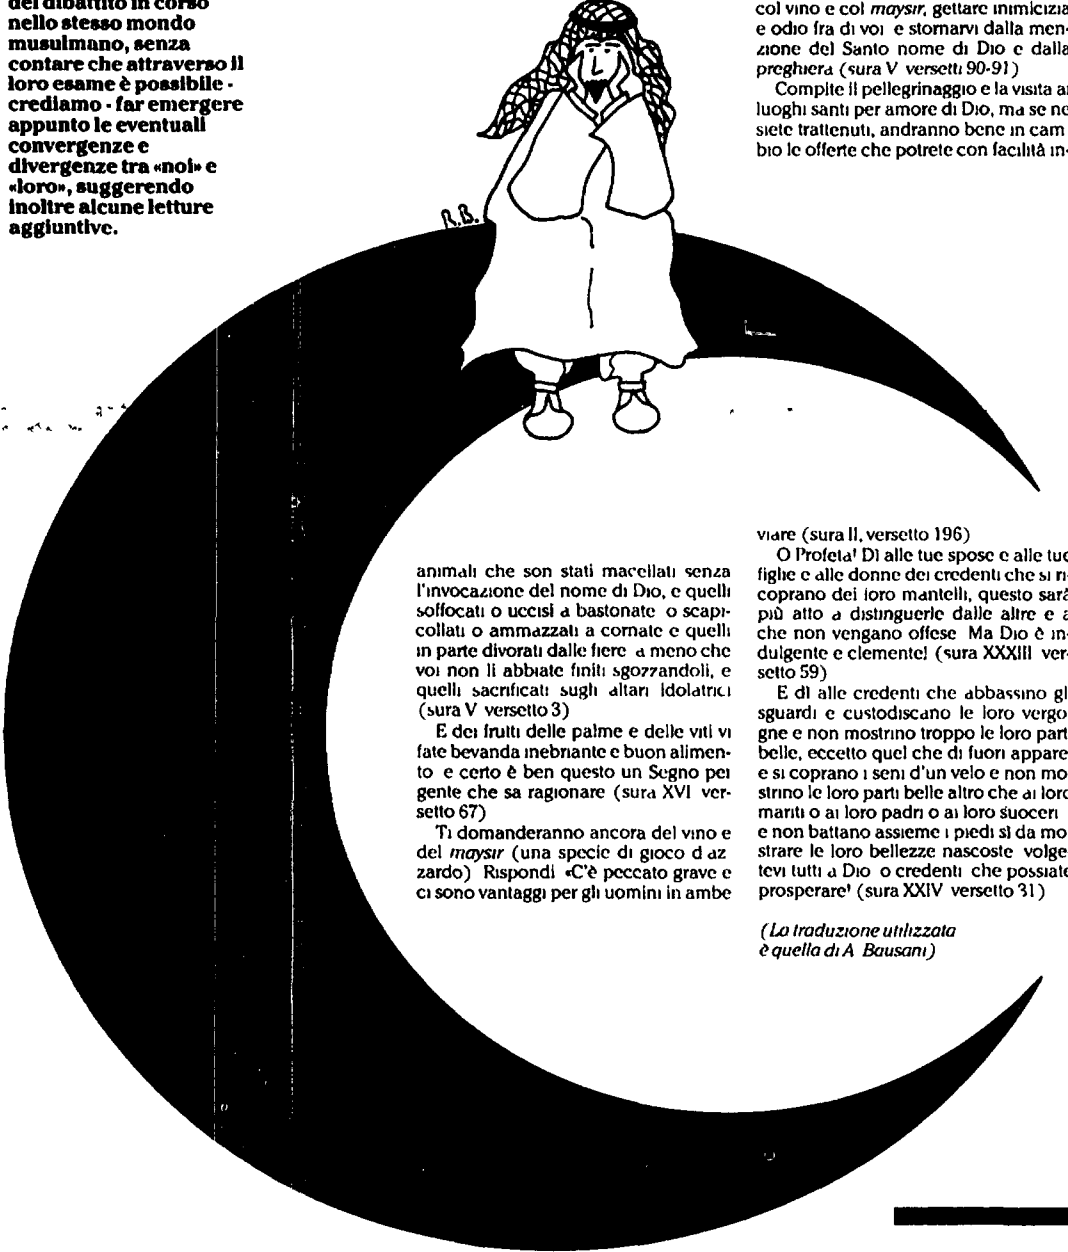 del dibattito in corso
nello stesso mondo
musulmano, senza
contare che attraverso il
loro esame è possibile -
crediamo - far emergere
appunto le eventuali
convergenze e
divergenze tra «noi» e
«loro», suggerendo
inoltre alcune letture
aggiuntive.
R.B.
animali che son stati macellati senza
l'invocazione del nome di Dio, e quelli
soffocati o uccisi a bastonate o scapi-
collati o ammazzati a cornate e quelli
in parte divorati dalle fiere a meno che
voi non li abbiate finiti sgozzandoli, e
quelli sacrificati sugli altari idolatrici
(sura V versetto 3)
E dei frutti delle palme e delle viti vi
fate bevanda inebriante e buon alimen-
to e certo è ben questo un Segno per
gente che sa ragionare (sura XVI ver-
setto 67)
Ti domanderanno ancora del vino e
del maysır (una specie di gioco d az
zardo) Rispondi «C'è peccato grave e
ci sono vantaggi per gli uomini in ambe
col vino e col maysır, gettare inimicizia
e odio fra di voi e stornarvi dalla men-
zione del Santo nome di Dio e dalla
preghiera (sura V versetti 90-91)
Compite il pellegrinaggio e la visita ai
luoghi santi per amore di Dio, ma se ne
siete trattenuti, andranno bene in cam
bio le offerte che potrete con facilità in-
viare (sura II, versetto 196)
O Profeta! Dì alle tue spose e alle tue
figlie e alle donne dei credenti che si ri-
coprano dei loro mantelli, questo sarà
più atto a distinguerle dalle altre e a
che non vengano offese Ma Dio è in-
dulgente e clemente! (sura XXXIII ver-
setto 59)
E dì alle credenti che abbassino gl
sguardi e custodiscano le loro vergo
gne e non mostrino troppo le loro part
belle, eccetto quel che di fuori appare
e si coprano i seni d'un velo e non mo
strino le loro parti belle altro che ai loro
mariti o ai loro padri o ai loro suoceri
e non battano assieme i piedi sì da mo
strare le loro bellezze nascoste volge
tevi tutti a Dio o credenti che possiate
prosperare! (sura XXIV versetto 31)
(La traduzione utilizzata
è quella di A Bausani)